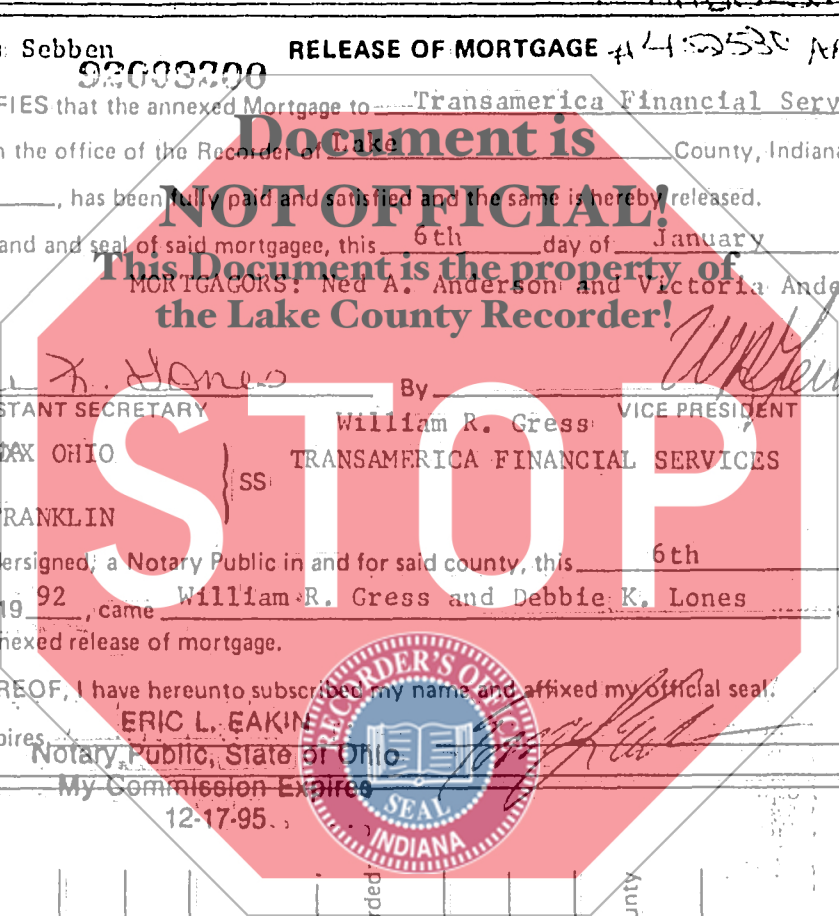 Sebben RELEASE OF MORTGAGE
92003200
FIES that the annexed Mortgage to Transamerica Financial Serv
Document is
n the office of the Recorder of Lake County, Indiana
NOT OFFICIAL!
, has been fully paid and satisfied and the same is hereby released.
and and seal of said mortgagee, this 6th day of January
This Document is the property of
MORTGAGORS: Ned A. Anderson and Victoria Ande
the Lake County Recorder!
STOP
By
STANT SECRETARY VICE PRESIDENT
William R. Gress
OHIO TRANSAMERICA FINANCIAL SERVICES
SS
RANKLIN
ersigned, a Notary Public in and for said county, this 6th
19 92, came William R. Gress and Debbie K. Lones
nexed release of mortgage.
REOF, I have hereunto subscribed my name and affixed my official seal.
RECORDER'S OFFICE
ERIC L. EAKIN
pires
Notary Public, State of Ohio
My Commission Expires
SEAL
12-17-95
INDIANA
rded
unty